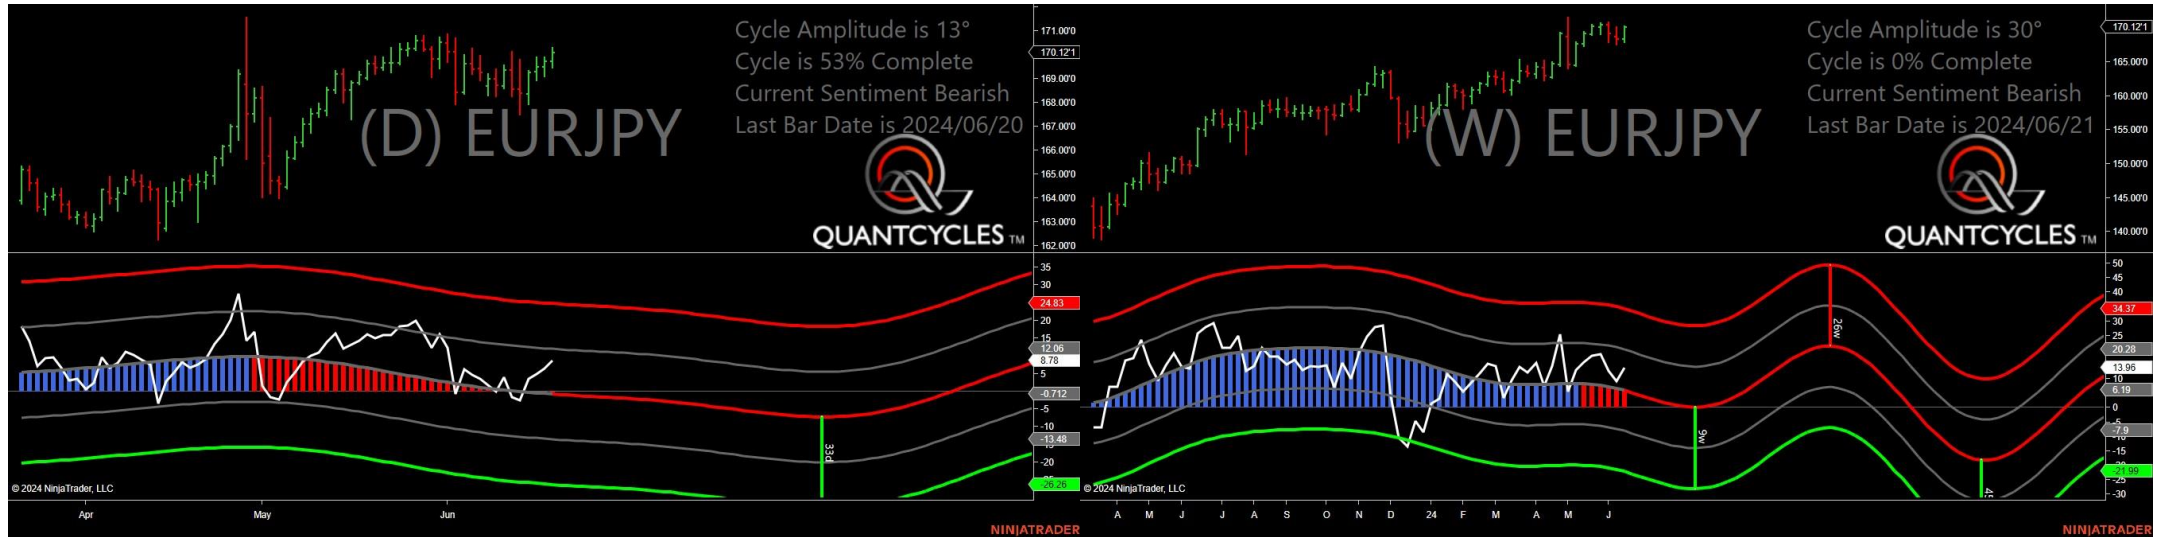 Cycle Amplitude is 13°
Cycle is 53% Complete
Current Sentiment Bearish
Last Bar Date is 2024/06/20
(D) EURJPY
QUANTCYCLES TM
171.00'0
170.12'1
169.00'0
168.00'0
167.00'0
166.00'0
165.00'0
164.00'0
163.00'0
162.00'0
35
30
24.83
20
15
12.06
8.78
5
-0.712
-5
-10
-13.48
-20
-26.26
33d
© 2024 NinjaTrader, LLC
Apr
May
Jun
NINJATRADER
Cycle Amplitude is 30°
Cycle is 0% Complete
Current Sentiment Bearish
Last Bar Date is 2024/06/21
(W) EURJPY
QUANTCYCLES TM
170.12'1
165.00'0
160.00'0
155.00'0
150.00'0
145.00'0
140.00'0
50
45
40
34.37
30
25
20.28
13.96
10
6.19
0
-7.9
-15
-21.99
-25
-30
26w
9w
© 2024 NinjaTrader, LLC
A M J J A S O N D 24 F M A M J
NINJATRADER